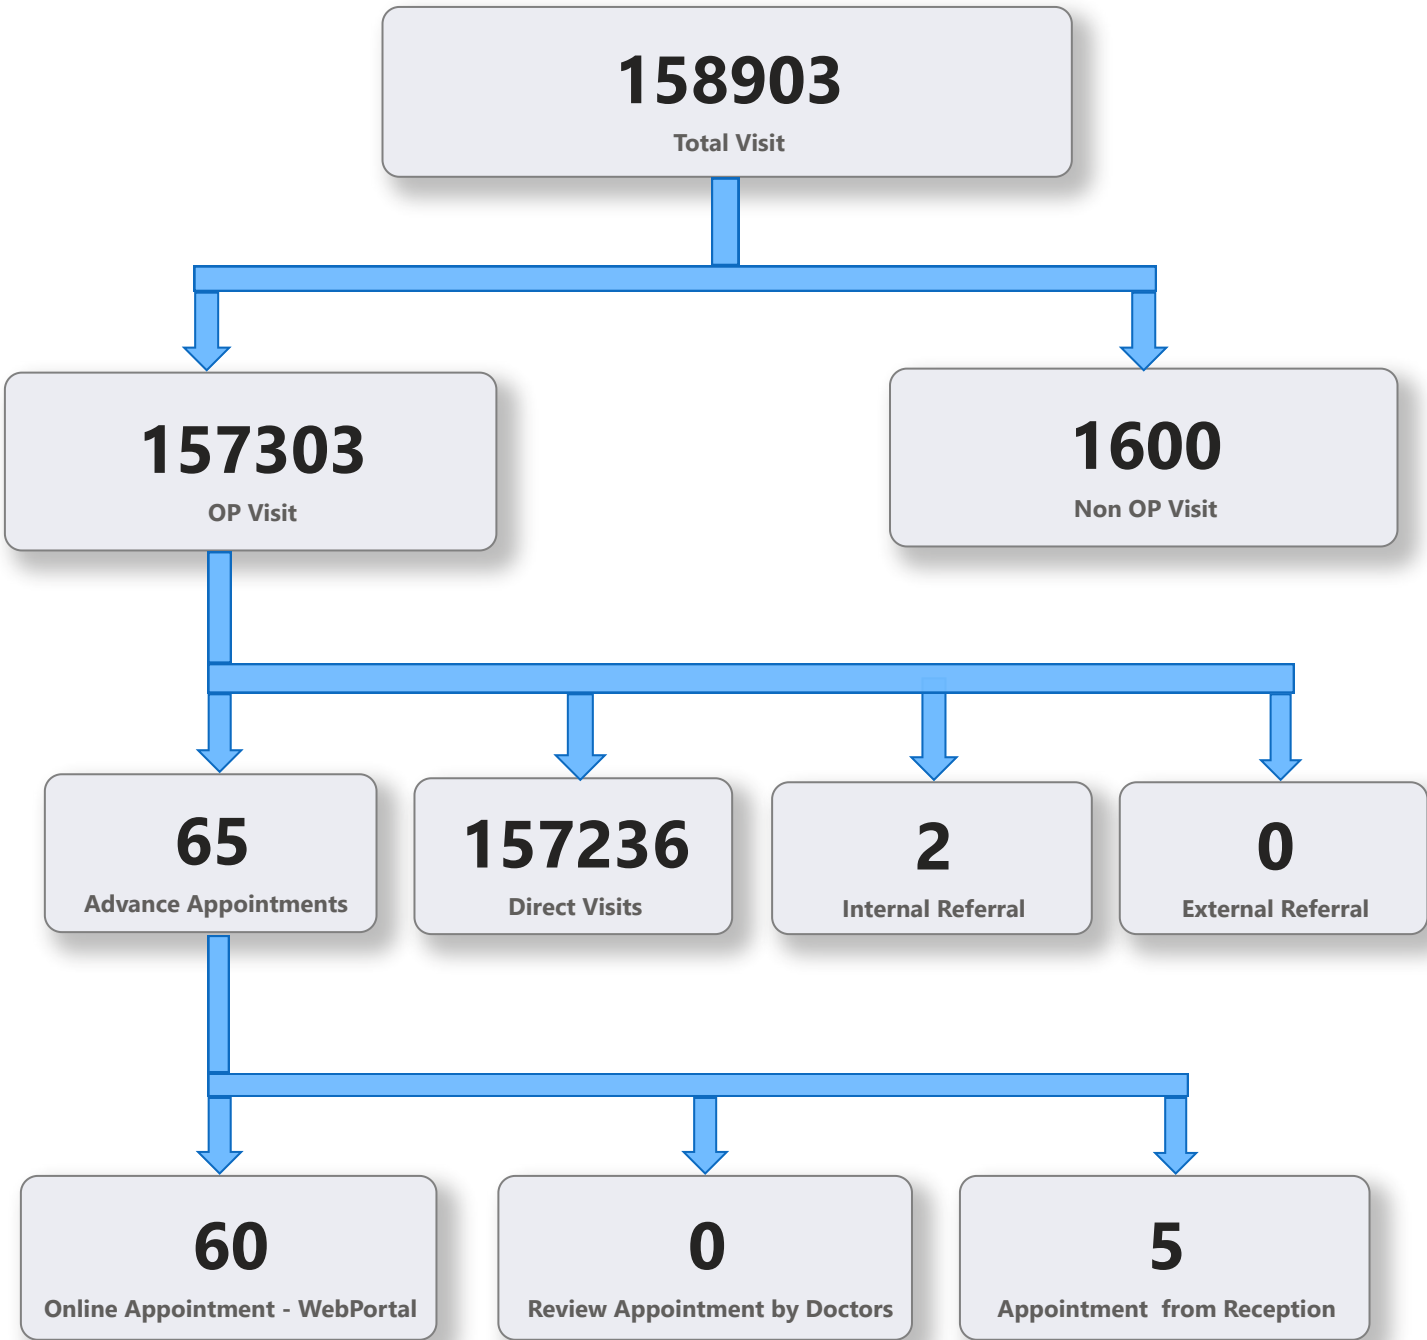 158903
Total Visit
157303
OP Visit
1600
Non OP Visit
65
Advance Appointments
157236
Direct Visits
2
Internal Referral
0
External Referral
60
Online Appointment - WebPortal
0
Review Appointment by Doctors
5
Appointment  from Reception